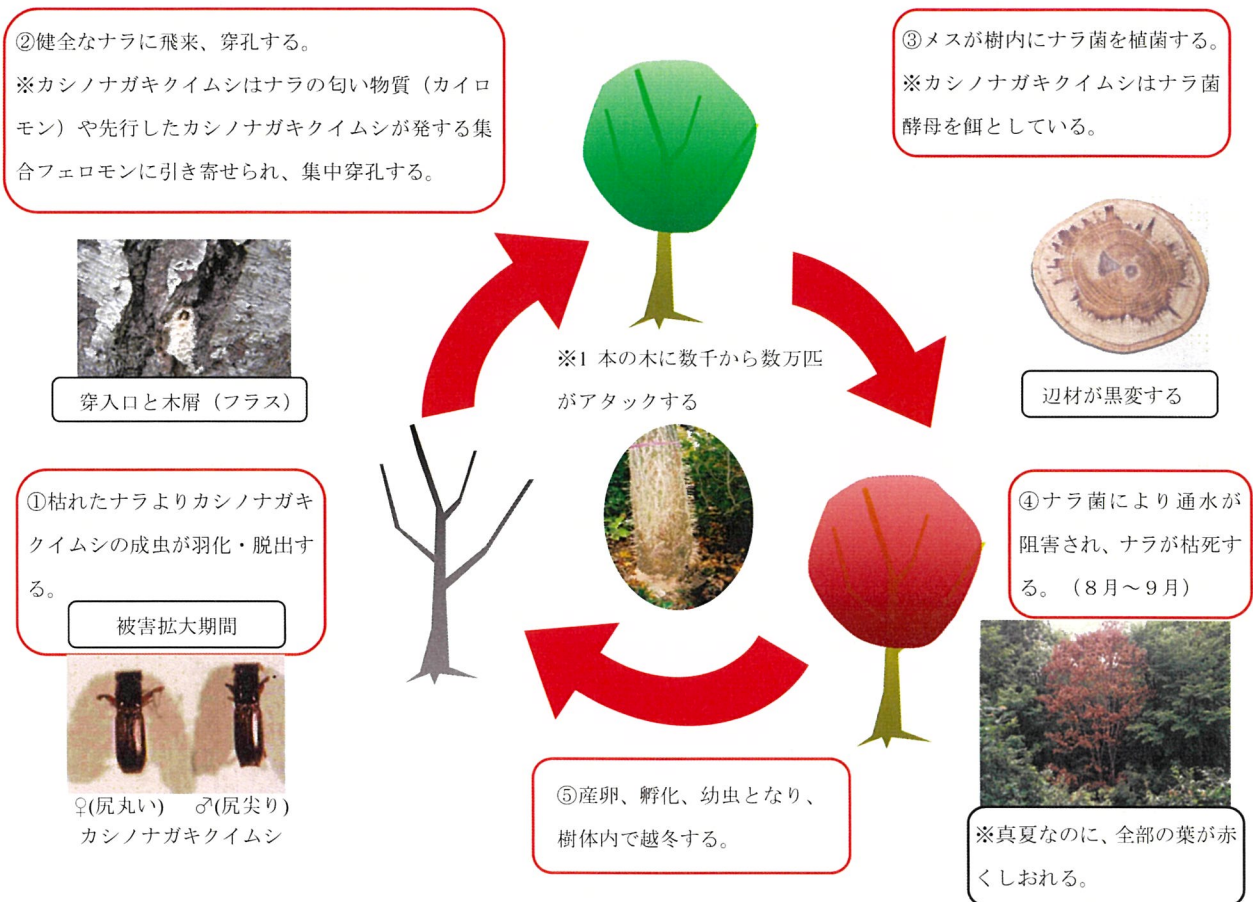 ②健全なナラに飛来、穿孔する。
※カシノナガキクイムシはナラの匂い物質（カイロ
モン）や先行したカシノナガキクイムシが発する集
合フェロモンに引き寄せられ、集中穿孔する。
③メスが樹内にナラ菌を植菌する。
※カシノナガキクイムシはナラ菌
酵母を餌としている。
穿入口と木屑（フラス）
※1 本の木に数千から数万匹
がアタックする
辺材が黒変する
①枯れたナラよりカシノナガキ
クイムシの成虫が羽化・脱出す
る。
被害拡大期間
♀(尻丸い)　♂(尻尖り)
カシノナガキクイムシ
④ナラ菌により通水が
阻害され、ナラが枯死す
る。（８月～９月）
※真夏なのに、全部の葉が赤
くしおれる。
⑤産卵、孵化、幼虫となり、
樹体内で越冬する。